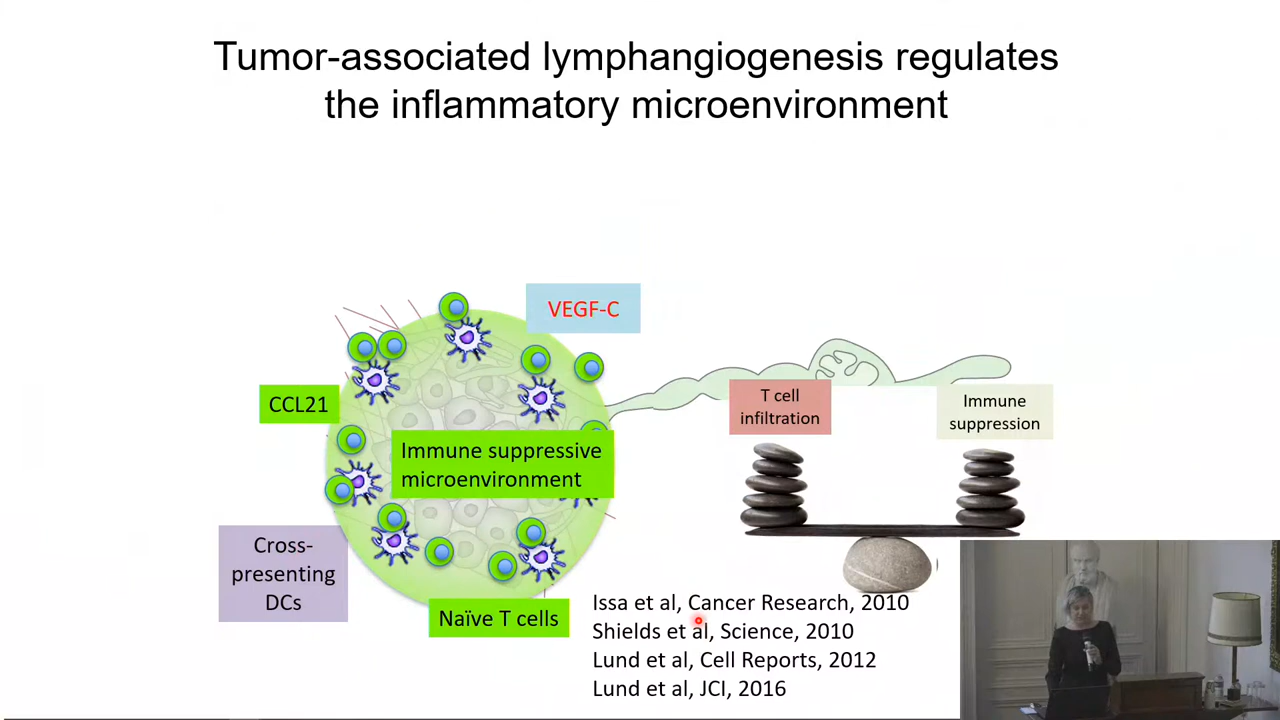 Tumor-associated lymphangiogenesis regulates
the inflammatory microenvironment
VEGF-C
CCL21
T cell
infiltration
Immune
suppression
Immune suppressive
microenvironment
Cross-
presenting
DCs
Naïve T cells
Issa et al, Cancer Research, 2010
Shields et al, Science, 2010
Lund et al, Cell Reports, 2012
Lund et al, JCI, 2016